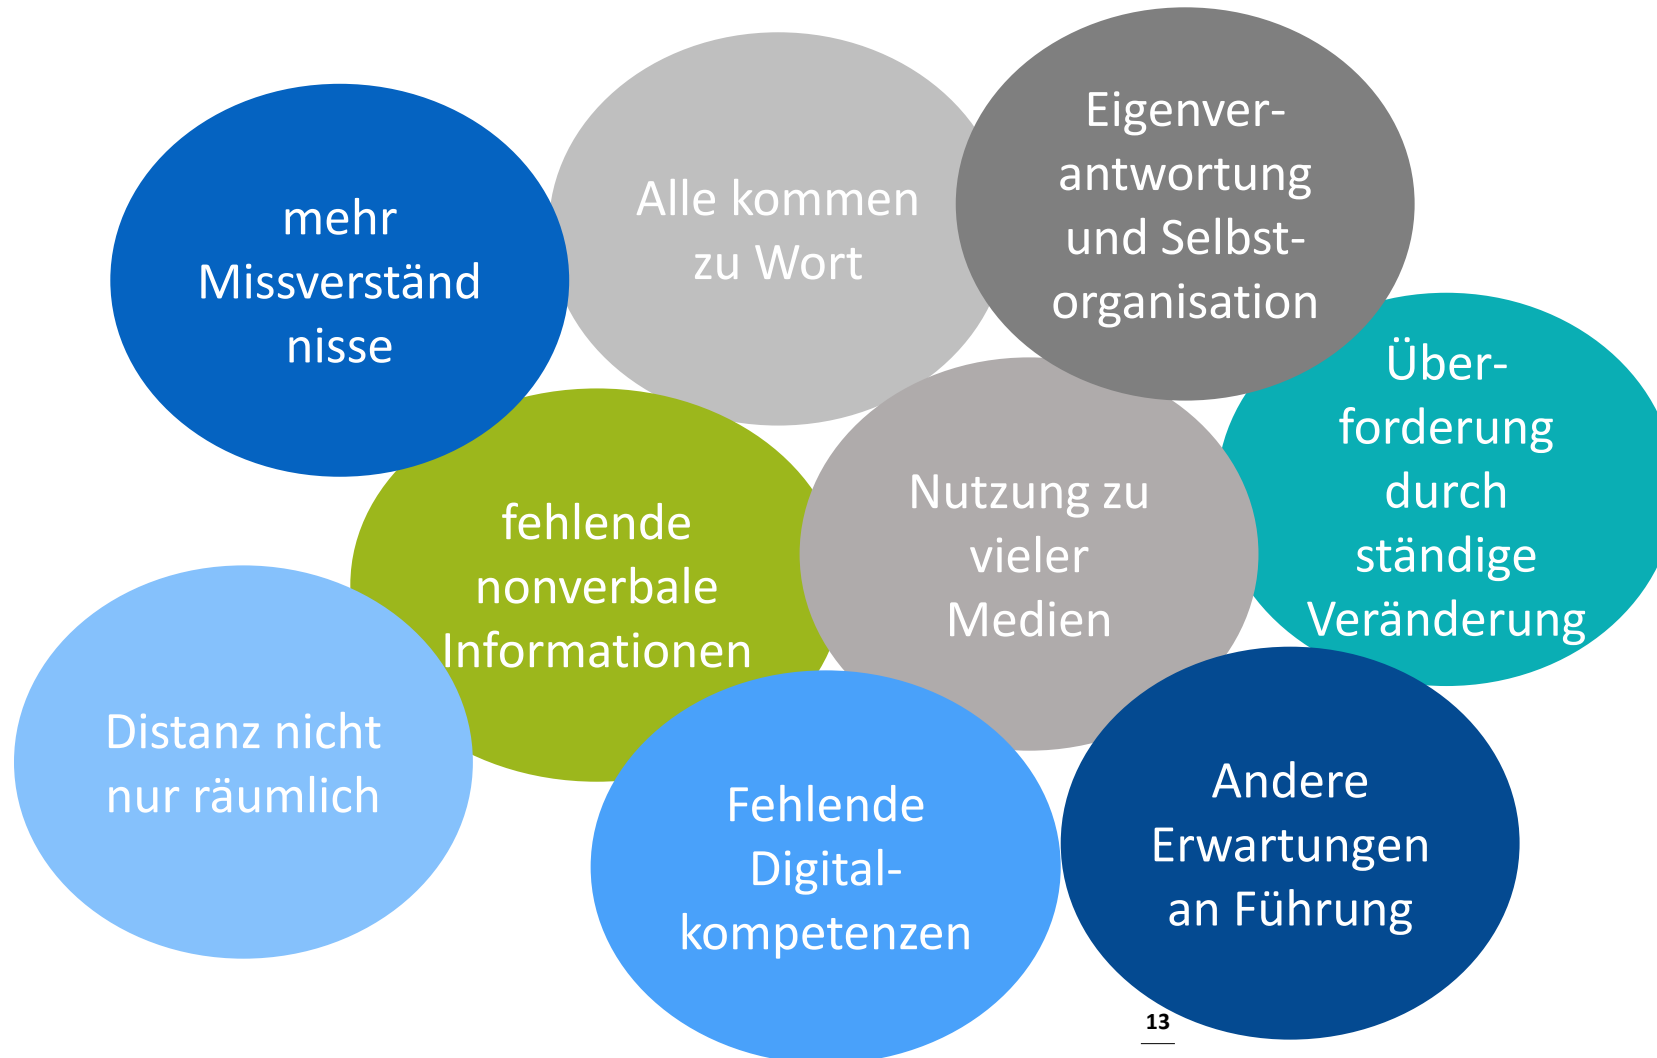 mehr
Missverständ
nisse
Alle kommen
zu Wort
Eigenver-
antwortung
und Selbst-
organisation
Über-
forderung
durch
ständige
Veränderung
fehlende
nonverbale
Informationen
Nutzung zu
vieler
Medien
Distanz nicht
nur räumlich
Fehlende
Digital-
kompetenzen
Andere
Erwartungen
an Führung
13